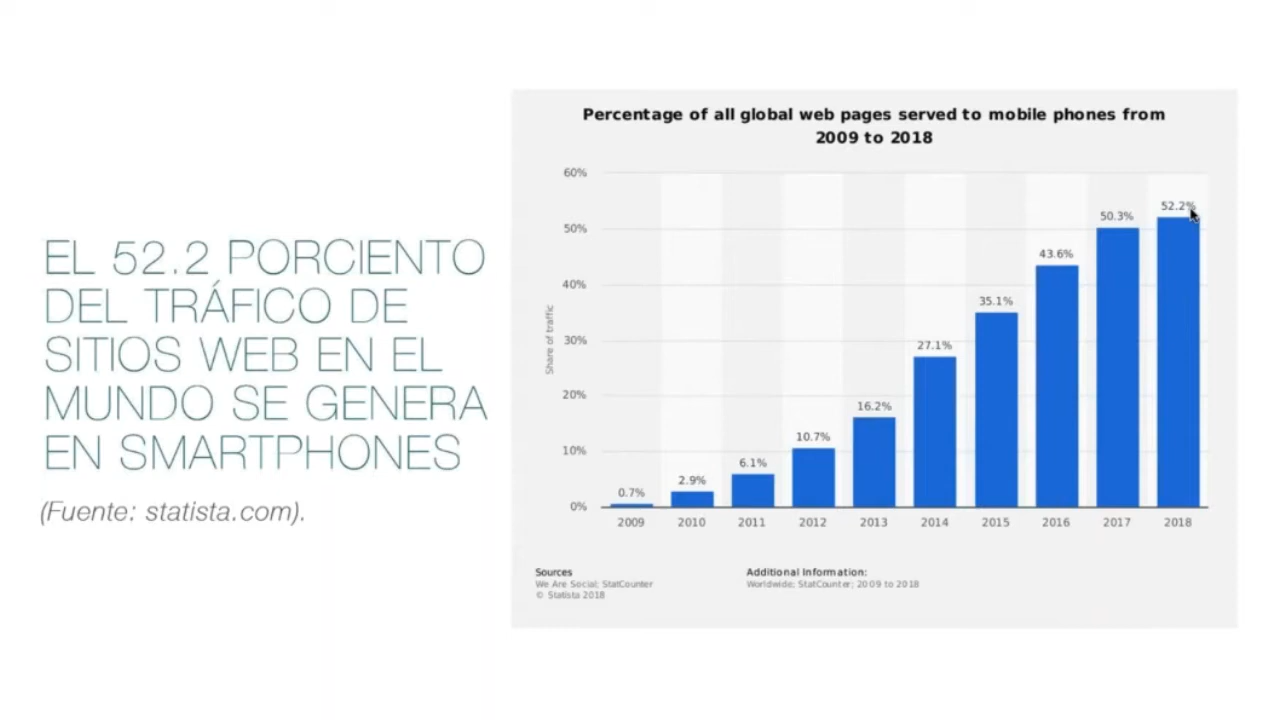 EL 52.2 PORCIENTO
DEL TRÁFICO DE
SITIOS WEB EN EL
MUNDO SE GENERA
EN SMARTPHONES
(Fuente: statista.com).
Percentage of all global web pages served to mobile phones from
2009 to 2018
Share of traffic
60%
50%
40%
30%
20%
10%
0%
0.7%
2.9%
6.1%
10.7%
16.2%
27.1%
35.1%
43.6%
50.3%
52.2%
2009 2010 2011 2012 2013 2014 2015 2016 2017 2018
Sources
We Are Social; StatCounter
© Statista 2018
Additional Information:
Worldwide; StatCounter; 2009 to 2018